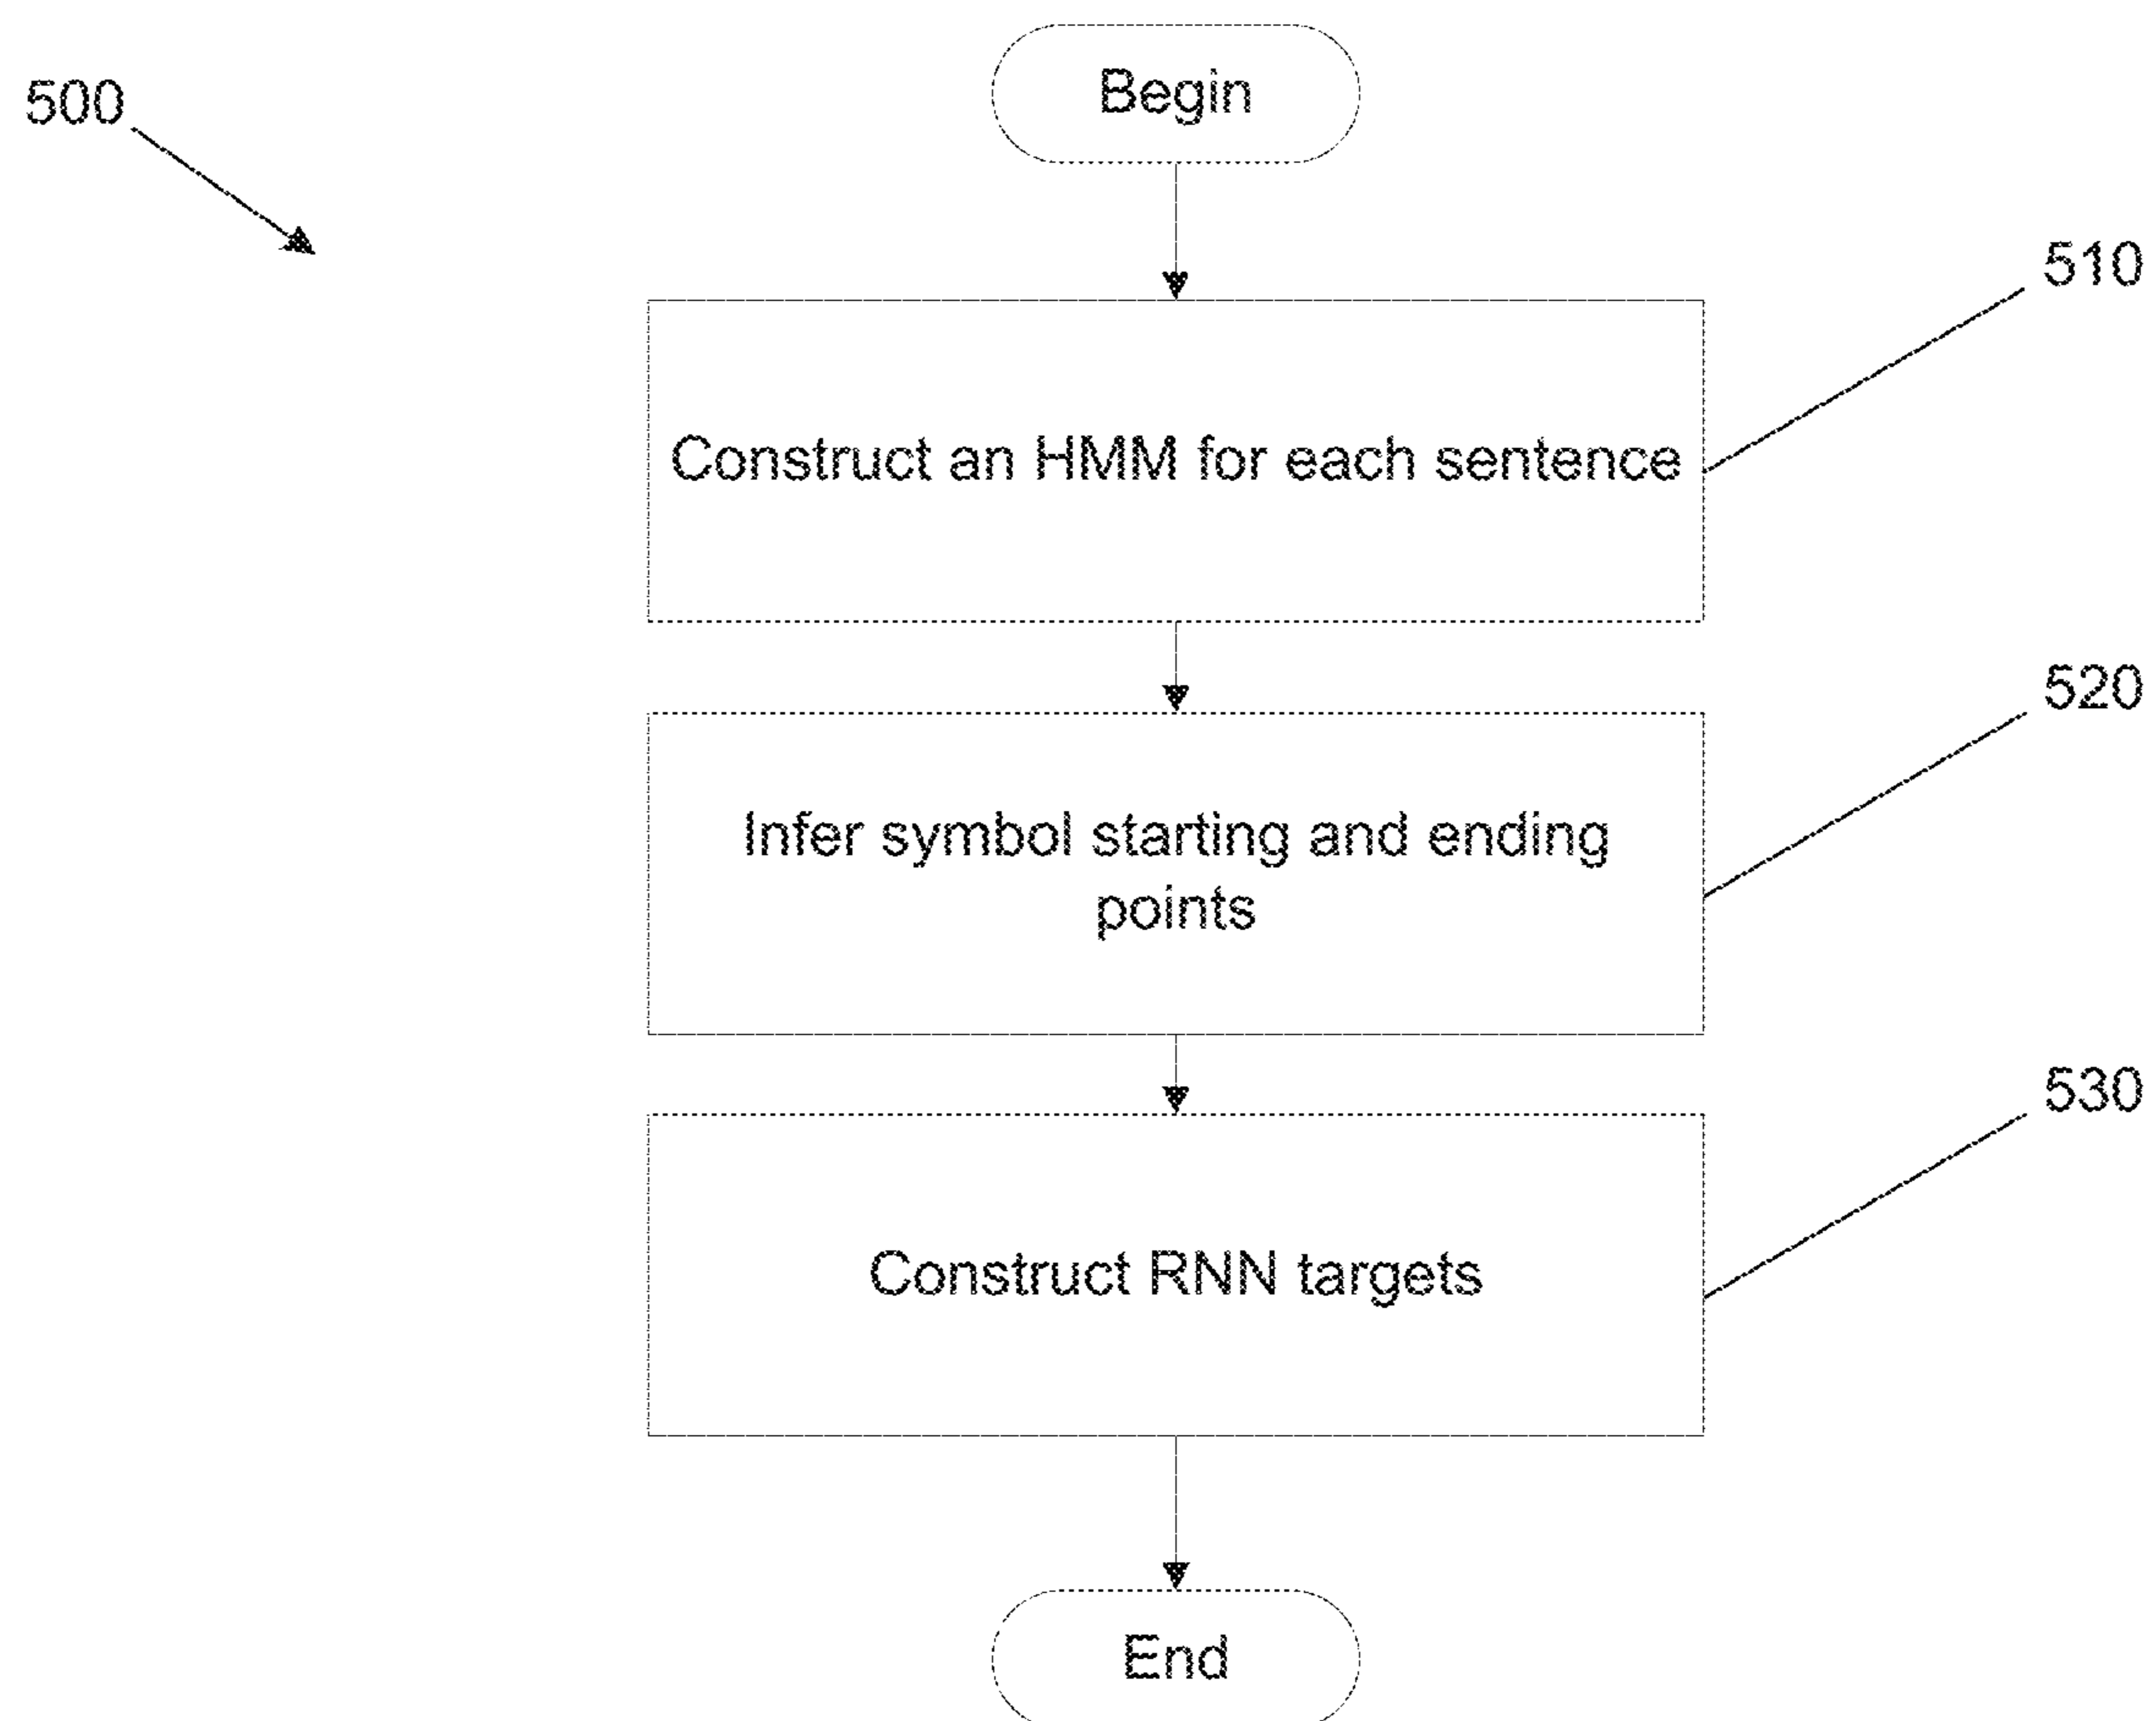 Begin
500
510
Construct an HMM for each sentence
520
Infer symbol starting and ending
points
530
Construct RNN targets
End